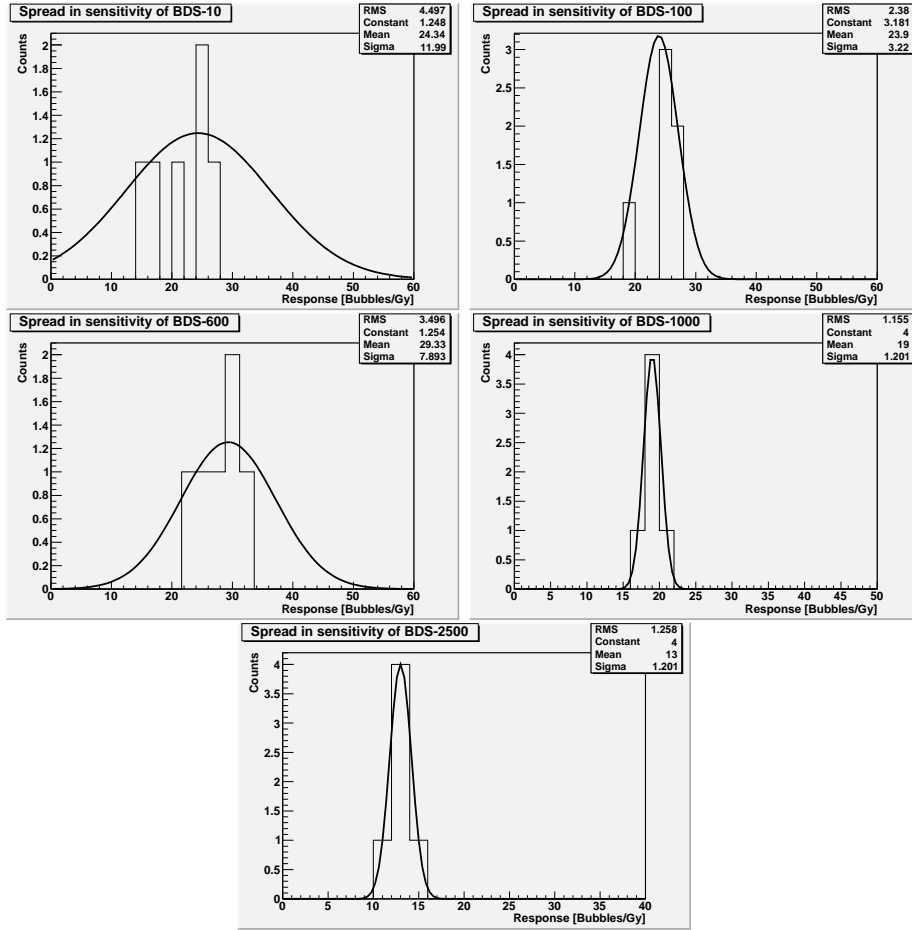 Spread in sensitivity of BDS-10
RMS 4.497
Constant 1.248
Mean 24.34
Sigma 11.99
Counts
2
1.8
1.6
1.4
1.2
1
0.8
0.6
0.4
0.2
0
0 10 20 30 40 50 60
Response [Bubbles/Gy]
Spread in sensitivity of BDS-100
RMS 2.38
Constant 3.181
Mean 23.9
Sigma 3.22
Counts
3
2.5
2
1.5
1
0.5
0
0 10 20 30 40 50 60
Response [Bubbles/Gy]
Spread in sensitivity of BDS-600
RMS 3.496
Constant 1.254
Mean 29.33
Sigma 7.893
Counts
2
1.8
1.6
1.4
1.2
1
0.8
0.6
0.4
0.2
0
0 10 20 30 40 50 60
Response [Bubbles/Gy]
Spread in sensitivity of BDS-1000
RMS 1.155
Constant 4
Mean 19
Sigma 1.201
Counts
4
3.5
3
2.5
2
1.5
1
0.5
0
0 5 10 15 20 25 30 35 40 45 50
Response [Bubbles/Gy]
Spread in sensitivity of BDS-2500
RMS 1.258
Constant 4
Mean 13
Sigma 1.201
Counts
4
3.5
3
2.5
2
1.5
1
0.5
0
0 5 10 15 20 25 30 35 40
Response [Bubbles/Gy]